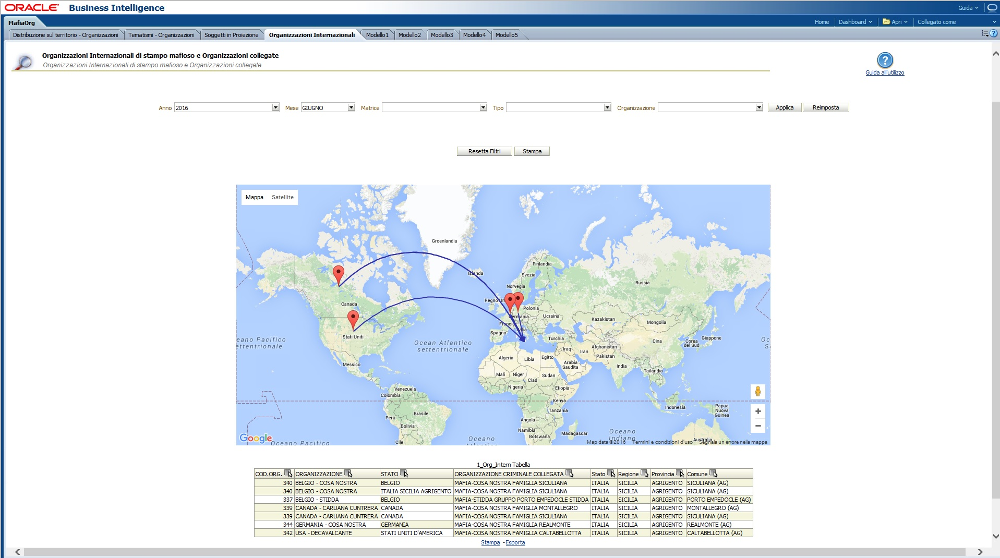 ORACLE Business Intelligence Guida
MafiaOrg Home Dashboard Apri Collegato come
Distribuzione sul territorio - Organizzazioni Tematismi - Organizzazioni Soggetti in Proiezione Organizzazioni Internazionali Modello1 Modello2 Modello3 Modello4 Modello5
Organizzazioni Internazionali di stampo mafioso e Organizzazioni collegate
Organizzazioni Internazionali di stampo mafioso e Organizzazioni collegate
Guida all'utilizzo
Anno 2016 Mese GIUGNO Matrice Tipo Organizzazione Applica Reimposta
Resetta Filtri Stampa
Mappa Satellite
Groenlandia
Finlandia
Islanda
Svezia
Russia
Norvegia
Regno
Canada
Polonia
Germania
Ucraina
Kazakistan
Mongolia
Francia
Italia
Spagna
Stati Uniti
Turchia
Cina
Corea del Sud
Giappone
eano Pacifico
ettentrionale
Ocean Atlantico
settentrionale
Afghanistan
Iraq
Iran
Pakistan
Algeria
Libia
Egitto
Arabia
Saudita
Messico
India
Tailandia
Mali
Niger
Sudan
Ciad
Nigeria
Etiopia
Venezuela
Colombia
Kenya
Tanzania
Indonesia
Papua
Nuova
Guinea
Perù
Brasile
Bolivia
Angola
Namibia
Botswana
Madagascar
Oceano
Indiano
Oceano
Australia
Cile
Google
Oceano Pacifico
Map data ©2016 Termini e condizioni d'uso Segnala un errore nella mappa
1_Org_Intern Tabella
COD.ORG. ORGANIZZAZIONE STATO ORGANIZZAZIONE CRIMINALE COLLEGATA Stato Regione Provincia Comune
340 BELGIO - COSA NOSTRA BELGIO MAFIA-COSA NOSTRA FAMIGLIA SICULIANA ITALIA SICILIA AGRIGENTO SICULIANA (AG)
340 BELGIO - COSA NOSTRA ITALIA SICILIA AGRIGENTO MAFIA-COSA NOSTRA FAMIGLIA SICULIANA ITALIA SICILIA AGRIGENTO SICULIANA (AG)
337 BELGIO - STIDDA BELGIO MAFIA-STIDDA GRUPPO PORTO EMPEDOCLE STIDDA ITALIA SICILIA AGRIGENTO PORTO EMPEDOCLE (AG)
339 CANADA - CARUANA CUNTRERA CANADA MAFIA-COSA NOSTRA FAMIGLIA MONTALLEGRO ITALIA SICILIA AGRIGENTO MONTALLEGRO (AG)
339 CANADA - CARUANA CUNTRERA CANADA MAFIA-COSA NOSTRA FAMIGLIA SICULIANA ITALIA SICILIA AGRIGENTO SICULIANA (AG)
344 GERMANIA - COSA NOSTRA GERMANIA MAFIA-COSA NOSTRA FAMIGLIA REALMONTE ITALIA SICILIA AGRIGENTO REALMONTE (AG)
342 USA - DECAVALCANTE STATI UNITI D'AMERICA MAFIA-COSA NOSTRA FAMIGLIA CALTABELLOTTA ITALIA SICILIA AGRIGENTO CALTABELLOTTA (AG)
Stampa - Esporta